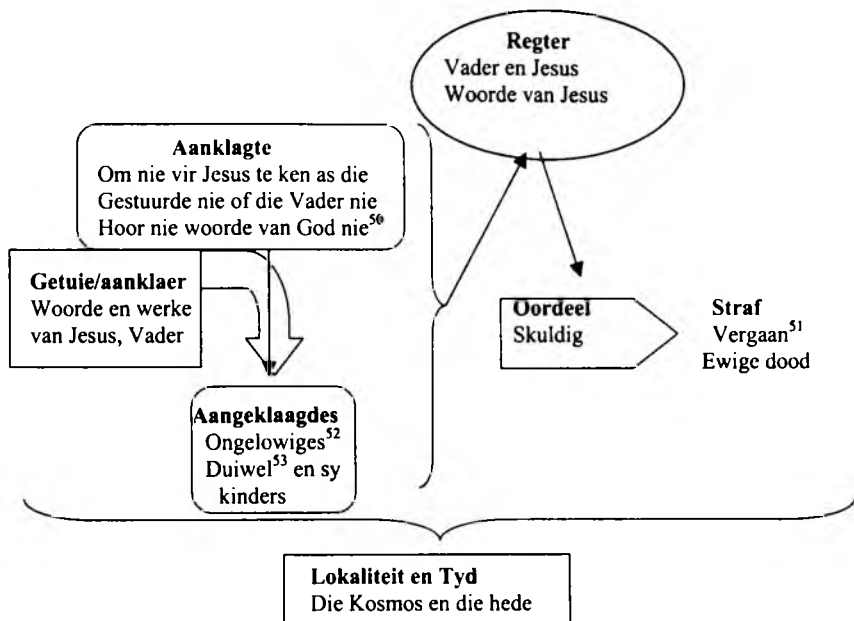 Regter
Vader en Jesus
Woorde van Jesus
Aanklagte
Om nie vir Jesus te ken as die
Gestuurde nie of die Vader nie
Hoor nie woorde van God nie50
Getuie/aanklaer
Woorde en werke
van Jesus, Vader
Oordeel
Skuldig
Straf
Vergaan51
Ewige dood
Aangeklaagdes
Ongelowiges52
Duiwel53 en sy
kinders
Lokaliteit en Tyd
Die Kosmos en die hede